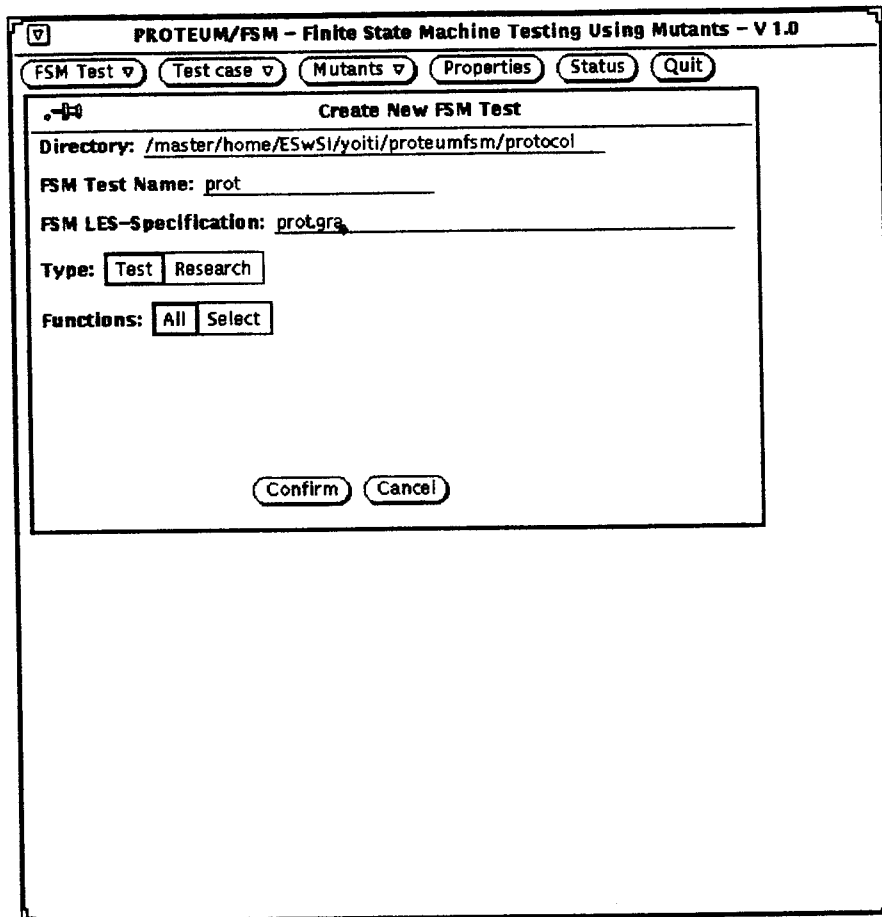 PROTEUM/FSM – Finite State Machine Testing Using Mutants – V 1.0
FSM Test Test case Mutants Properties Status Quit
Create New FSM Test
Directory: /master/home/ESwSI/yoiti/proteumfsm/protocol
FSM Test Name: prot
FSM LES-Specification: prot.gra
Type: Test Research
Functions: All Select
Confirm Cancel